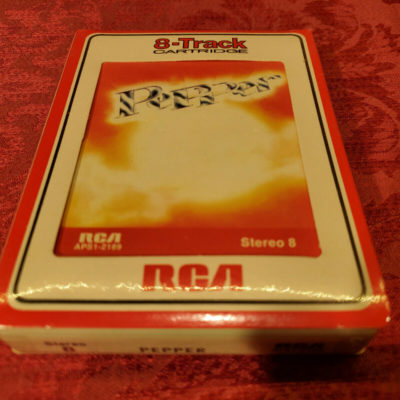 8-Track
CARTRIDGE
Pepper
RCA
APS1-2189
Stereo 8
RCA
Stereo
8
PEPPER
RCA